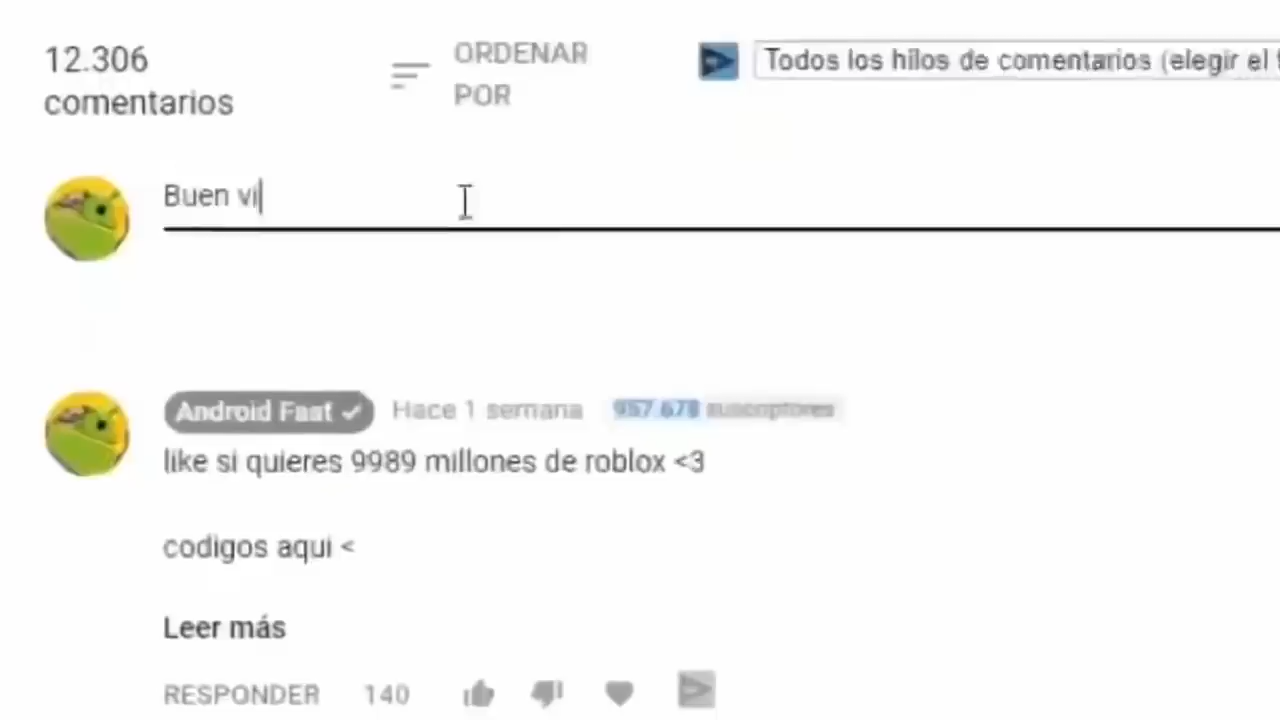 12.306
comentarios
ORDENAR
POR
Todos los hilos de comentarios (elegir el
Buen vi
Android Fast
Hace 1 semana
957.678 suscriptores
like si quieres 9989 millones de roblox <3
codigos aqui <
Leer más
RESPONDER
140